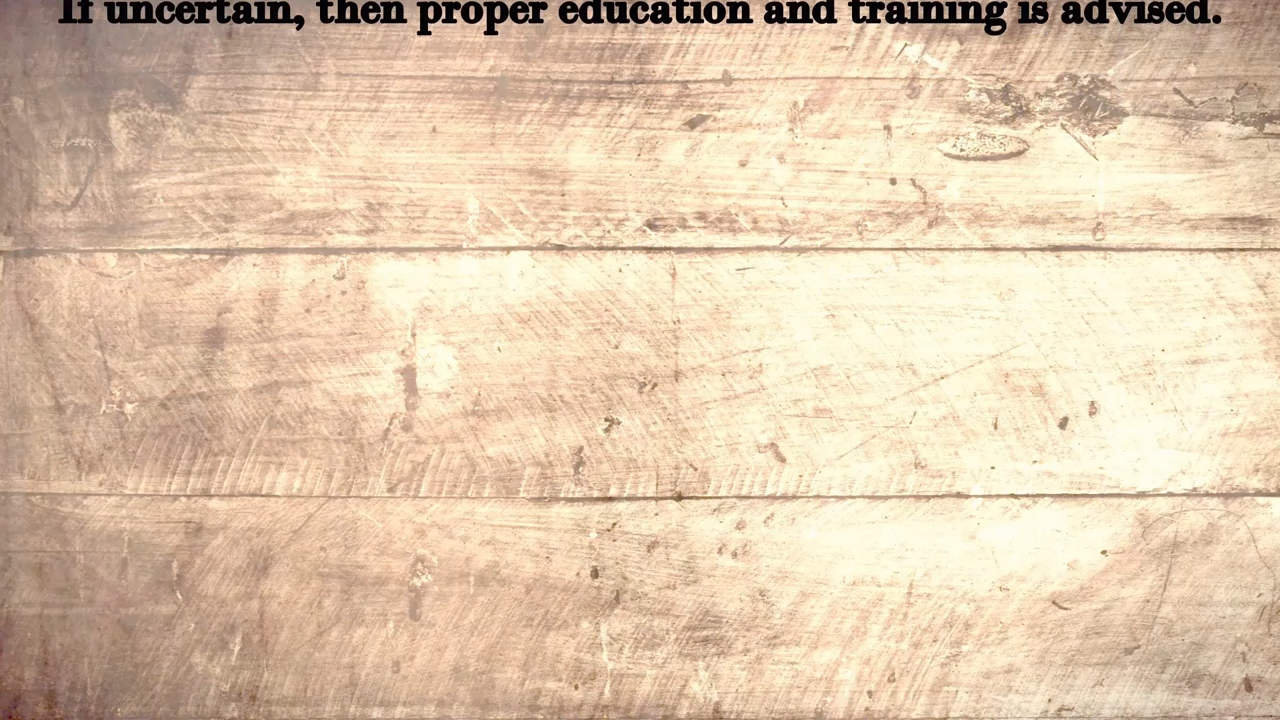 If uncertain, then proper education and training is advised.